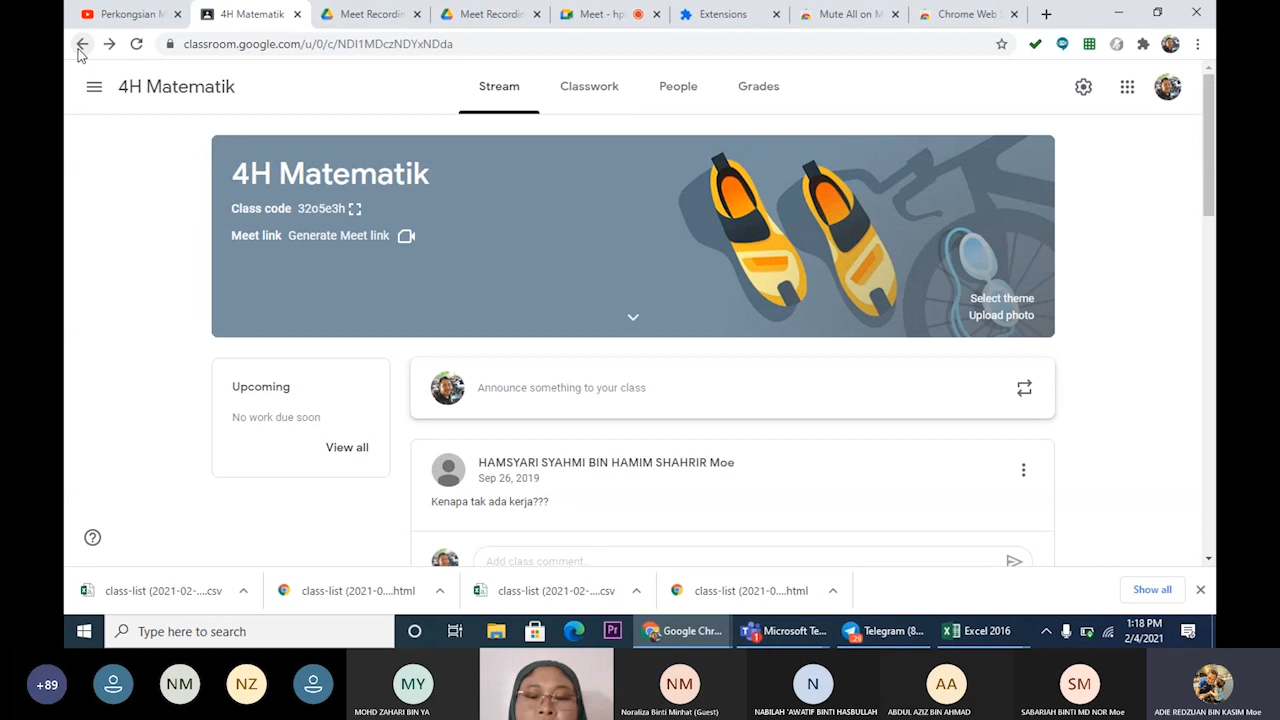 Perkongsian M
4H Matematik
Meet Recordin
Meet Recordin
Meet - hp
Extensions
Mute All on M
Chrome Web
classroom.google.com/u/0/c/NDI1MDczNDYxNDda
4H Matematik
Stream
Classwork
People
Grades
4H Matematik
Class code 32o5e3h
Meet link Generate Meet link
Select theme
Upload photo
Upcoming
No work due soon
View all
Announce something to your class
HAMSYARI SYAHMI BIN HAMIM SHAHRIR Moe
Sep 26, 2019
Kenapa tak ada kerja???
Add class comment...
class-list (2021-02-....csv
class-list (2021-0....html
class-list (2021-02-....csv
class-list (2021-0....html
Show all
Type here to search
Google Chr...
Microsoft Te...
Telegram (8...
Excel 2016
1:18 PM
2/4/2021
+89
NM
NZ
MY
MOHD ZAHARI BIN YA
NM
Noraliza Binti Minhat (Guest)
N
NABILAH 'AWATIF BINTI HASBULLAH
AA
ABDUL AZIZ BIN AHMAD
SM
SABARIAH BINTI MD NOR Moe
ADIE REDZUAN BIN KASIM Moe